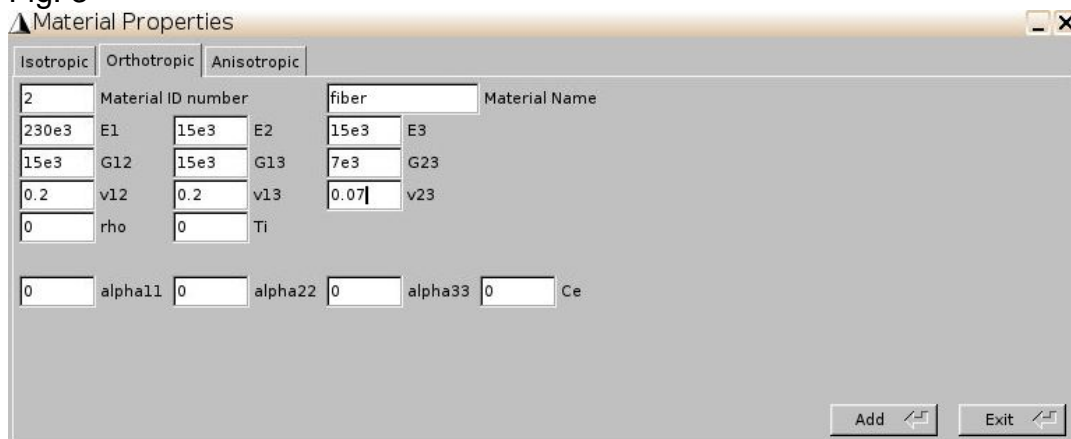 Material Properties
Isotropic Orthotropic Anisotropic
2 Material ID number fiber Material Name
230e3 E1 15e3 E2 15e3 E3
15e3 G12 15e3 G13 7e3 G23
0.2 v12 0.2 v13 0.07 v23
0 rho 0 Ti
0 alpha11 0 alpha22 0 alpha33 0 Ce
Add Exit